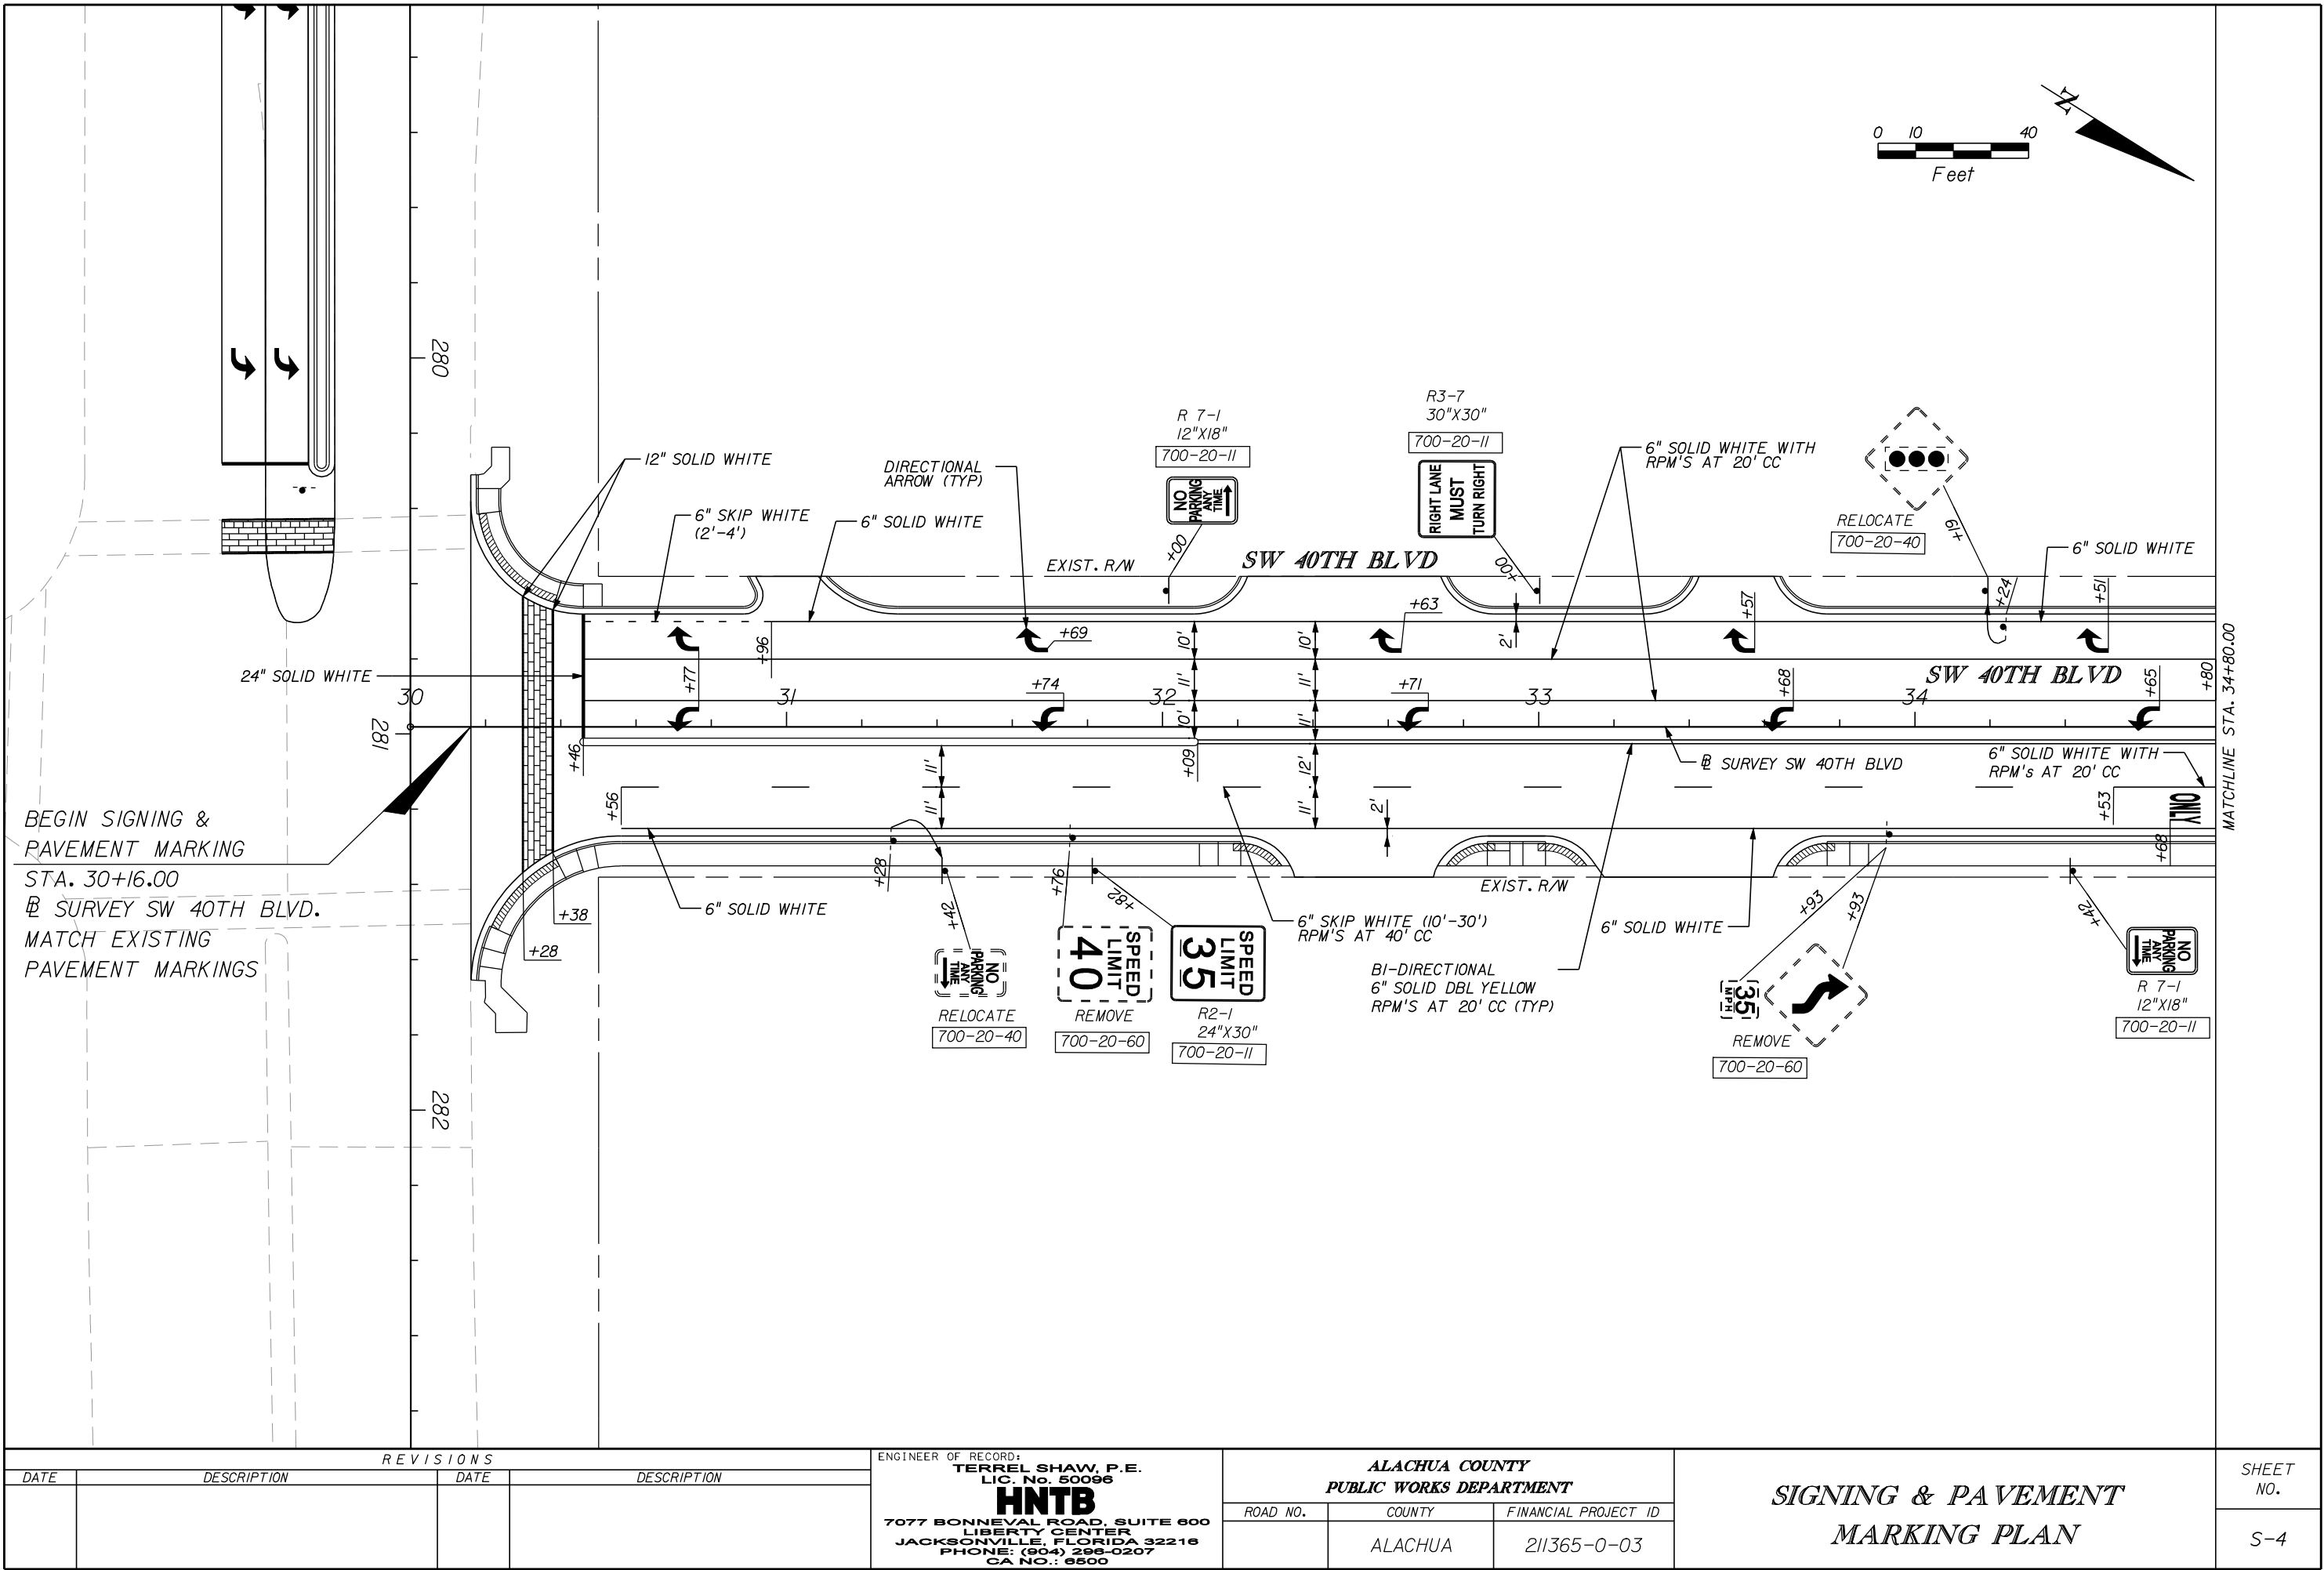 N
0 10 40
Feet
280
R3-7
30"X30"
700-20-11
R 7-1
12"X18"
700-20-11
RIGHT LANE
MUST
TURN RIGHT
NO
PARKING
ANY
TIME
12" SOLID WHITE
DIRECTIONAL
ARROW (TYP)
6" SOLID WHITE WITH
RPM'S AT 20' CC
6" SKIP WHITE
(2'-4')
6" SOLID WHITE
RELOCATE
700-20-40
+19
6" SOLID WHITE
+00
+00
EXIST. R/W
SW 40TH BLVD
+24
+51
+63
+57
+69
+96
10'
10'
2'
24" SOLID WHITE
+77
11'
11'
SW 40TH BLVD
+80
+74
+71
+68
+65
30
31
32
33
34
281
10'
11'
+46
+09
11'
12'
℄ SURVEY SW 40TH BLVD
6" SOLID WHITE WITH
RPM's AT 20' CC
MATCHLINE STA. 34+80.00
+56
11'
11'
2'
+53
ONLY
+68
BEGIN SIGNING &
PAVEMENT MARKING
STA. 30+16.00
℄ SURVEY SW 40TH BLVD.
MATCH EXISTING
PAVEMENT MARKINGS
+28
+76
+82
EXIST. R/W
+93
+93
+42
+42
+38
+28
6" SOLID WHITE
6" SKIP WHITE (10'-30')
RPM'S AT 40' CC
6" SOLID WHITE
BI-DIRECTIONAL
6" SOLID DBL YELLOW
RPM'S AT 20' CC (TYP)
NO
PARKING
ANY
TIME
RELOCATE
700-20-40
SPEED
LIMIT
40
REMOVE
700-20-60
SPEED
LIMIT
35
R2-1
24"X30"
700-20-11
35
MPH
REMOVE
700-20-60
NO
PARKING
ANY
TIME
R 7-1
12"X18"
700-20-11
282
REVISIONS
DATE DESCRIPTION DATE DESCRIPTION
ENGINEER OF RECORD:
TERREL SHAW, P.E.
LIC. No. 50096
HNTB
7077 BONNEVAL ROAD, SUITE 600
LIBERTY CENTER
JACKSONVILLE, FLORIDA 32216
PHONE: (904) 296-0207
CA NO.: 6500
ALACHUA COUNTY
PUBLIC WORKS DEPARTMENT
ROAD NO. COUNTY FINANCIAL PROJECT ID
ALACHUA 211365-0-03
SIGNING & PAVEMENT
MARKING PLAN
SHEET
NO.
S-4